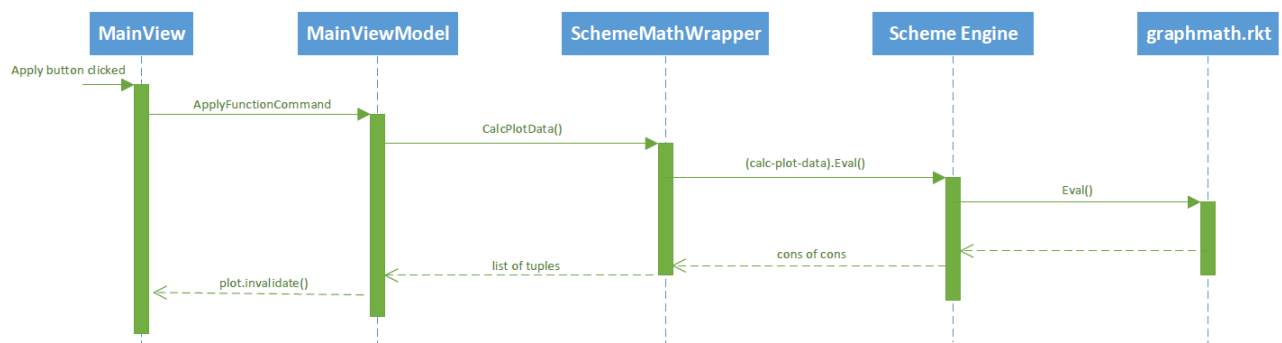 MainView
MainViewModel
SchemeMathWrapper
Scheme Engine
graphmath.rkt
Apply button clicked
ApplyFunctionCommand
CalcPlotData()
(calc-plot-data).Eval()
Eval()
cons of cons
list of tuples
plot.invalidate()